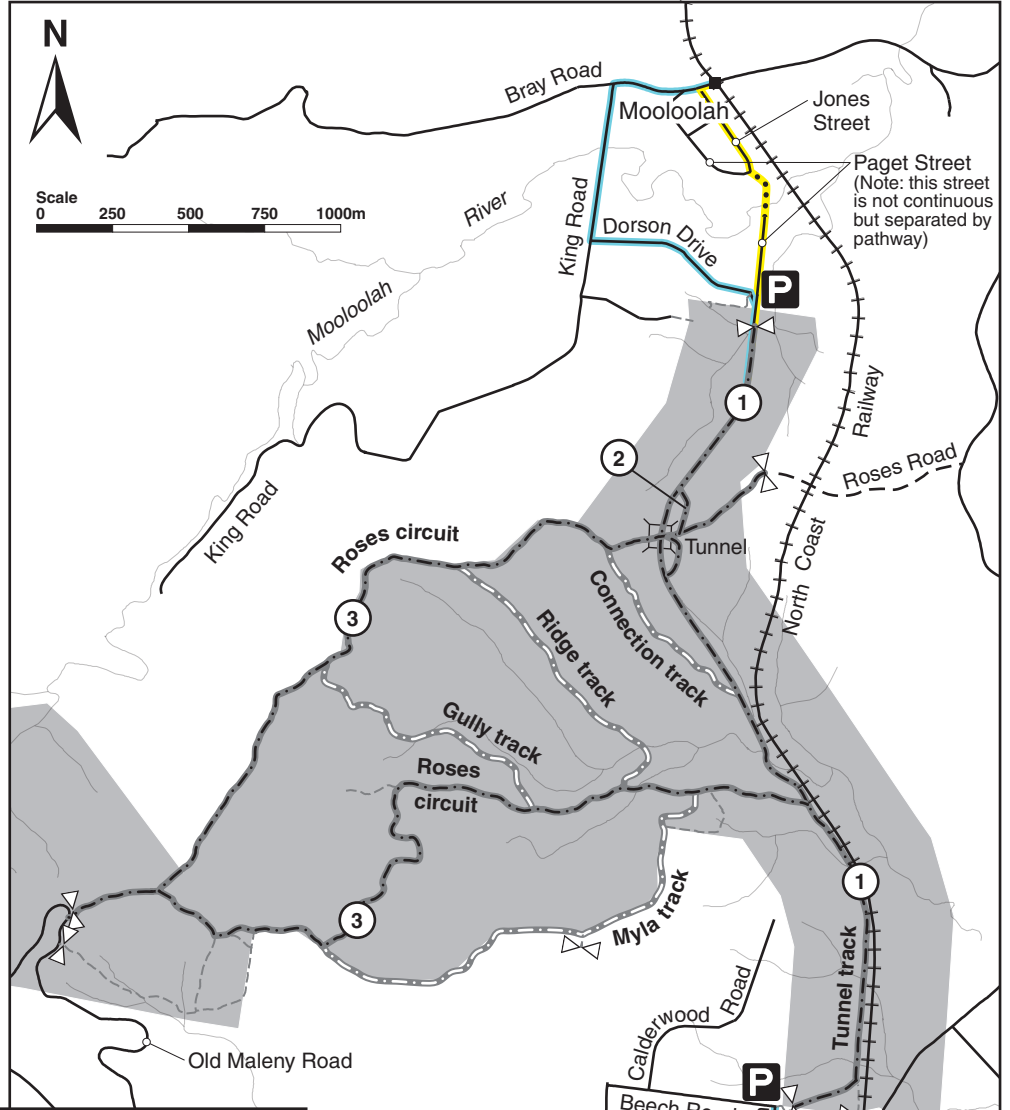 N
Scale
0 250 500 750 1000m
Bray Road
Mooloolah
Jones
Street
Paget Street
(Note: this street
is not continuous
but separated by
pathway)
River
Mooloolah
King Road
Dorson Drive
P
1
2
Railway
Roses Road
King Road
Roses circuit
Tunnel
North Coast
3
Connection track
Ridge track
Gully track
Roses
circuit
3
Myla track
1
Tunnel track
Calderwood Road
Old Maleny Road
P
Beech Road